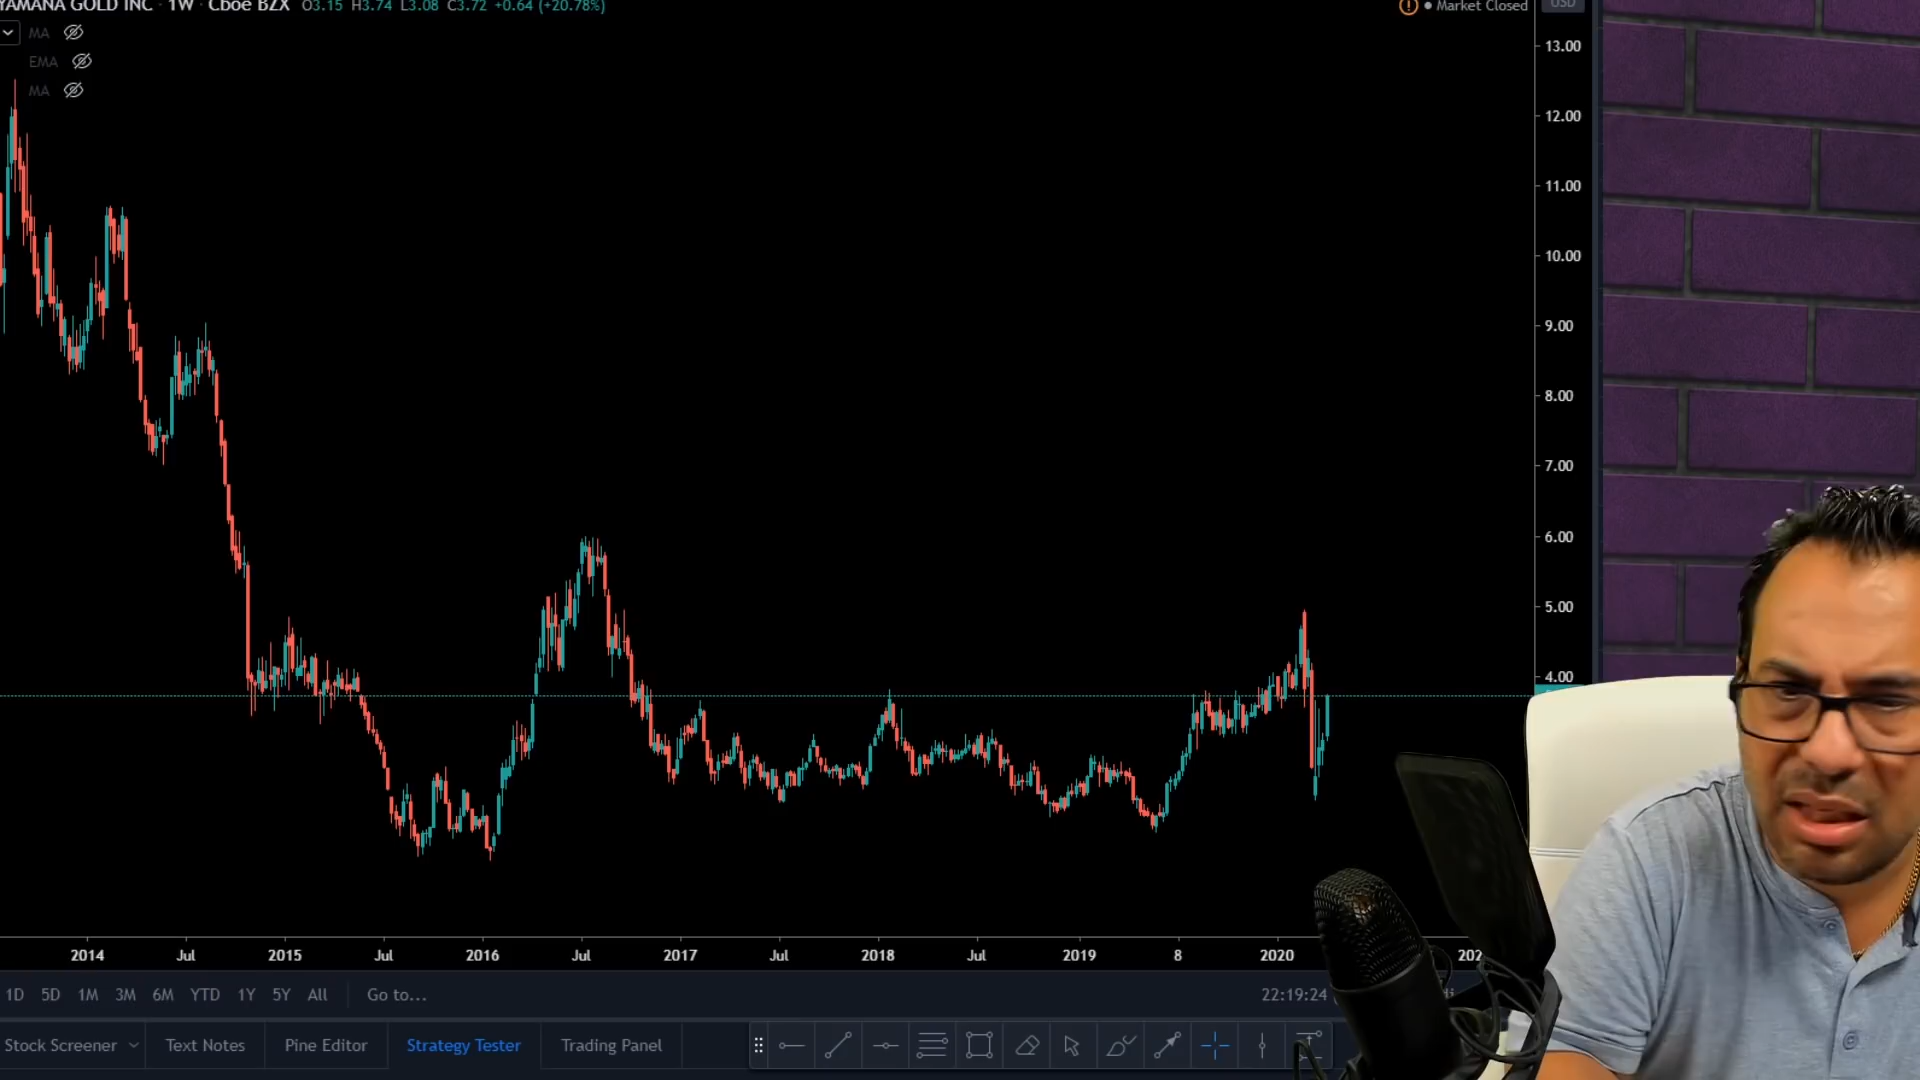 YAMANA GOLD INC · 1W · Cboe BZX O3.15 H3.74 L3.08 C3.72 +0.64 (+20.78%)
Market Closed
USD
MA
EMA
MA
13.00
12.00
11.00
10.00
9.00
8.00
7.00
6.00
5.00
4.00
2014 Jul 2015 Jul 2016 Jul 2017 Jul 2018 Jul 2019 8 2020
1D 5D 1M 3M 6M YTD 1Y 5Y All Go to... 22:19:24
Stock Screener Text Notes Pine Editor Strategy Tester Trading Panel